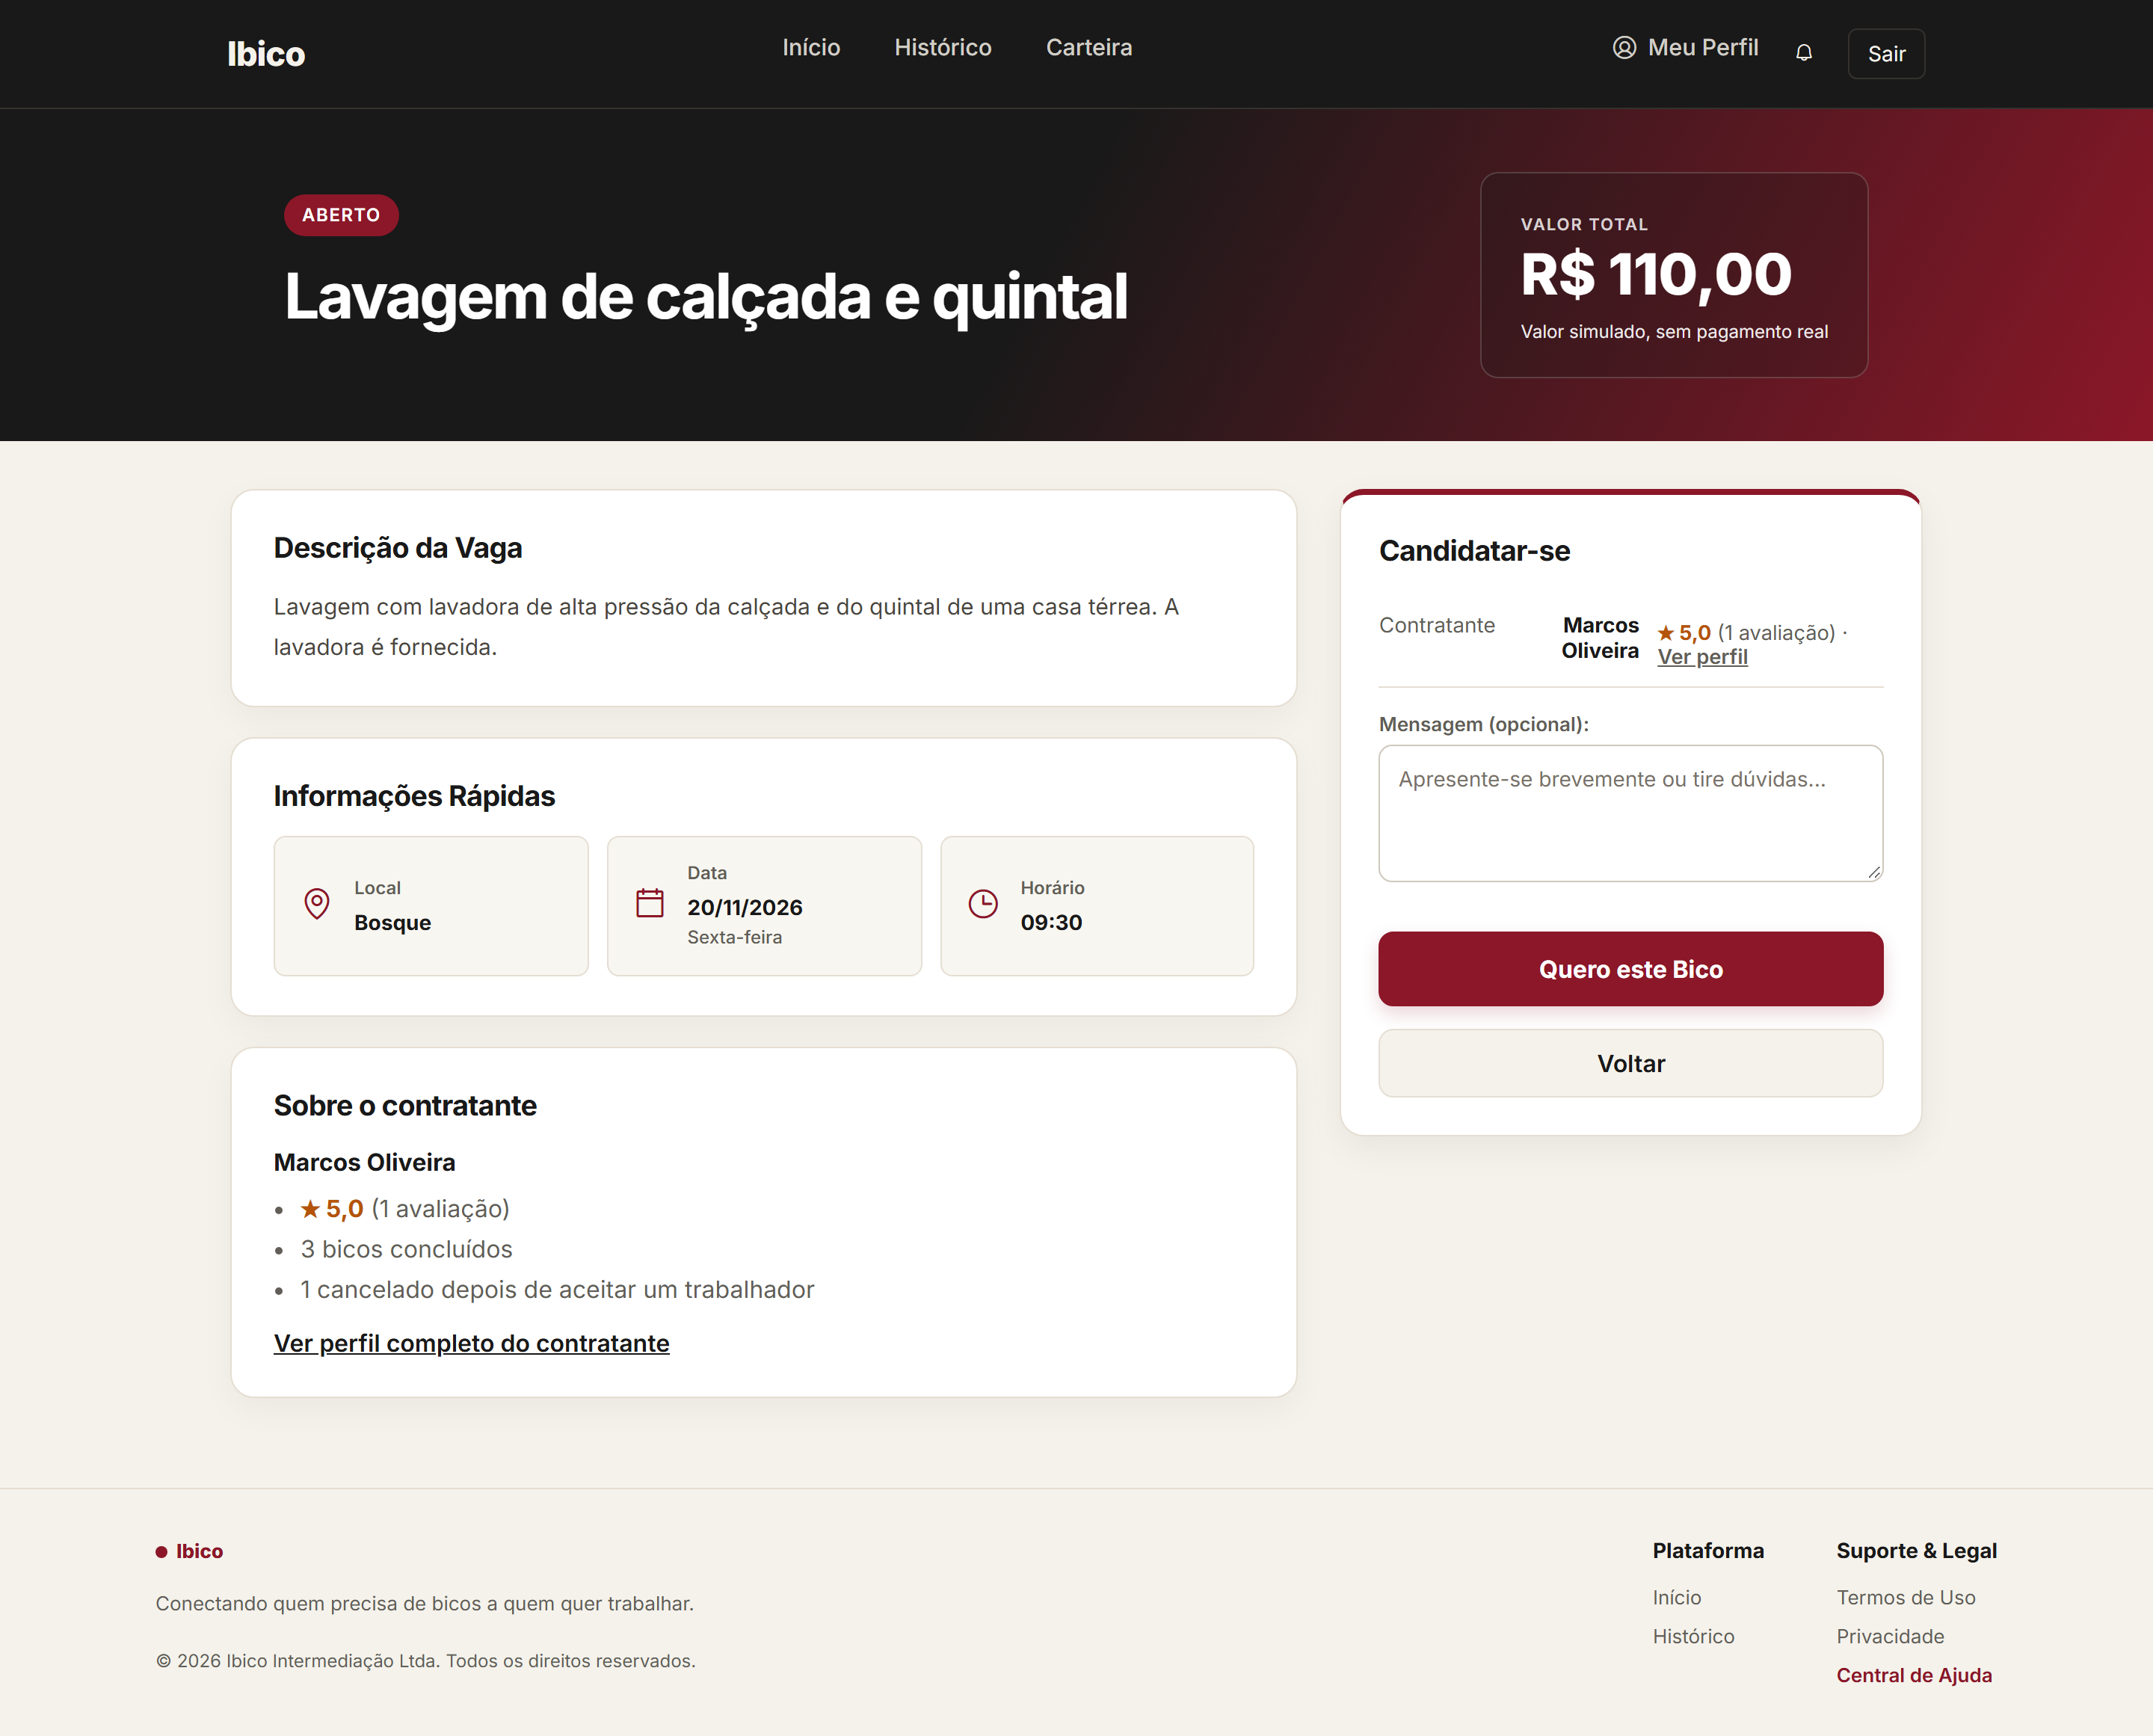 Ibico
Início
Histórico
Carteira
Meu Perfil
Sair
ABERTO
Lavagem de calçada e quintal
VALOR TOTAL
R$ 110,00
Valor simulado, sem pagamento real
Descrição da Vaga
Lavagem com lavadora de alta pressão da calçada e do quintal de uma casa térrea. A
lavadora é fornecida.
Informações Rápidas
Local
Bosque
Data
20/11/2026
Sexta-feira
Horário
09:30
Sobre o contratante
Marcos Oliveira
• ★ 5,0 (1 avaliação)
• 3 bicos concluídos
• 1 cancelado depois de aceitar um trabalhador
Ver perfil completo do contratante
Candidatar-se
Contratante
Marcos
Oliveira
★ 5,0 (1 avaliação) ·
Ver perfil
Mensagem (opcional):
Apresente-se brevemente ou tire dúvidas...
Quero este Bico
Voltar
Ibico
Conectando quem precisa de bicos a quem quer trabalhar.
© 2026 Ibico Intermediação Ltda. Todos os direitos reservados.
Plataforma
Início
Histórico
Suporte & Legal
Termos de Uso
Privacidade
Central de Ajuda